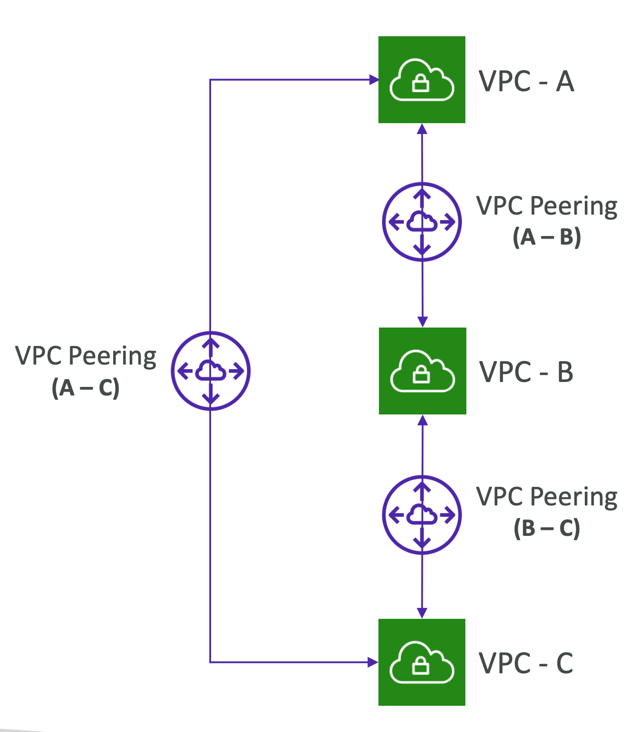 VPC - A
VPC Peering
(A – B)
VPC Peering
(A – C)
VPC - B
VPC Peering
(B – C)
VPC - C